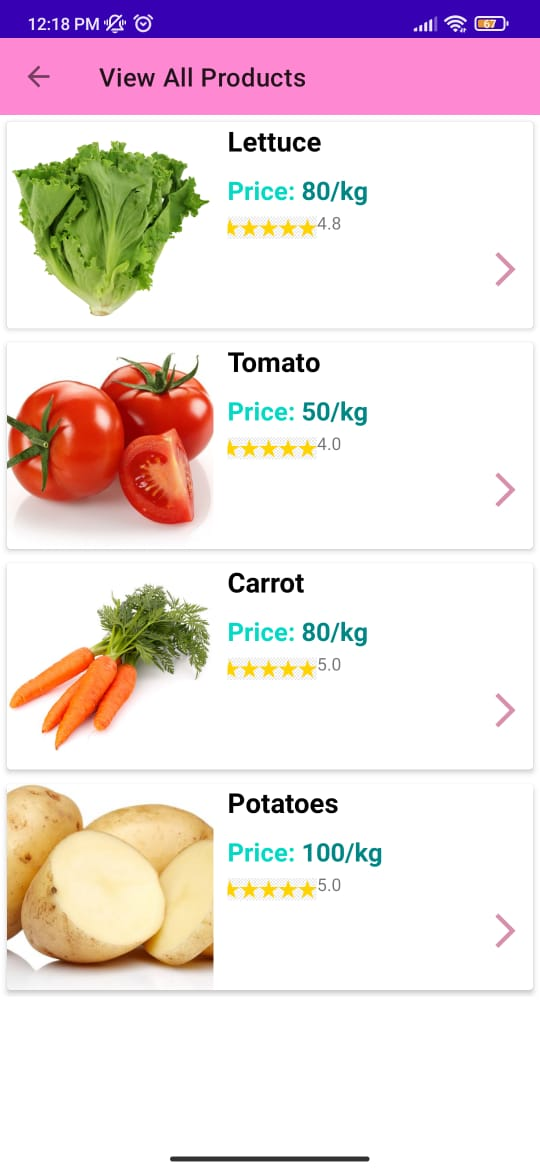 12:18 PM
67
View All Products
Lettuce
Price: 80/kg
4.8
Tomato
Price: 50/kg
4.0
Carrot
Price: 80/kg
5.0
Potatoes
Price: 100/kg
5.0